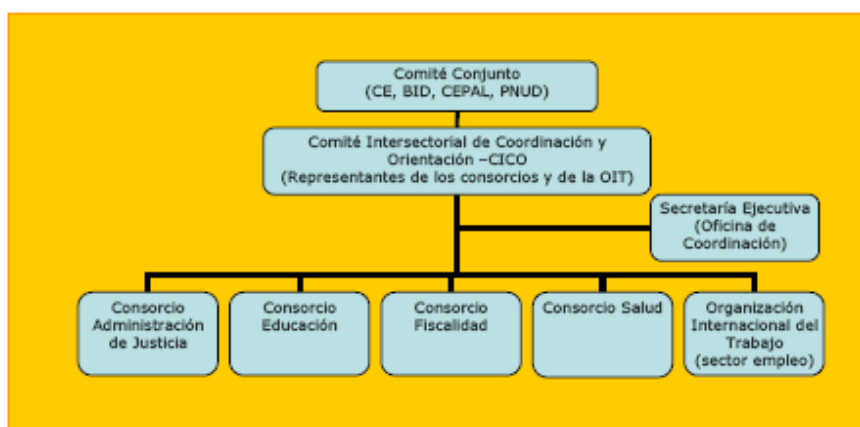 Comité Conjunto
(CE, BID, CEPAL, PNUD)
Comité Intersectorial de Coordinación y
Orientación –CICO
(Representantes de los consorcios y de la OIT)
Secretaría Ejecutiva
(Oficina de
Coordinación)
Consorcio
Administración
de Justicia
Consorcio
Educación
Consorcio
Fiscalidad
Consorcio Salud
Organización
Internacional del
Trabajo
(sector empleo)